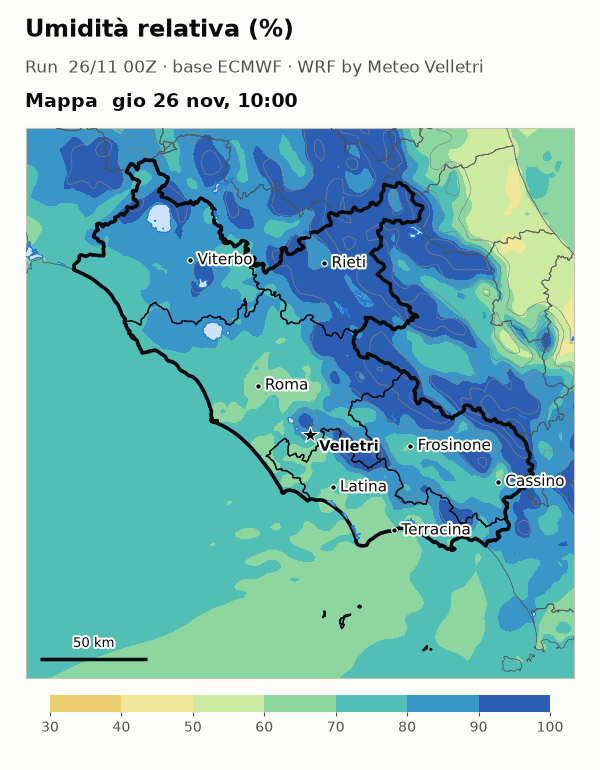 Umidità relativa (%)
Run  26/11 00Z · base ECMWF · WRF by Meteo Velletri
Mappa  gio 26 nov, 10:00
Viterbo
Rieti
Roma
Velletri
Frosinone
Latina
Cassino
Terracina
50 km
30 40 50 60 70 80 90 100